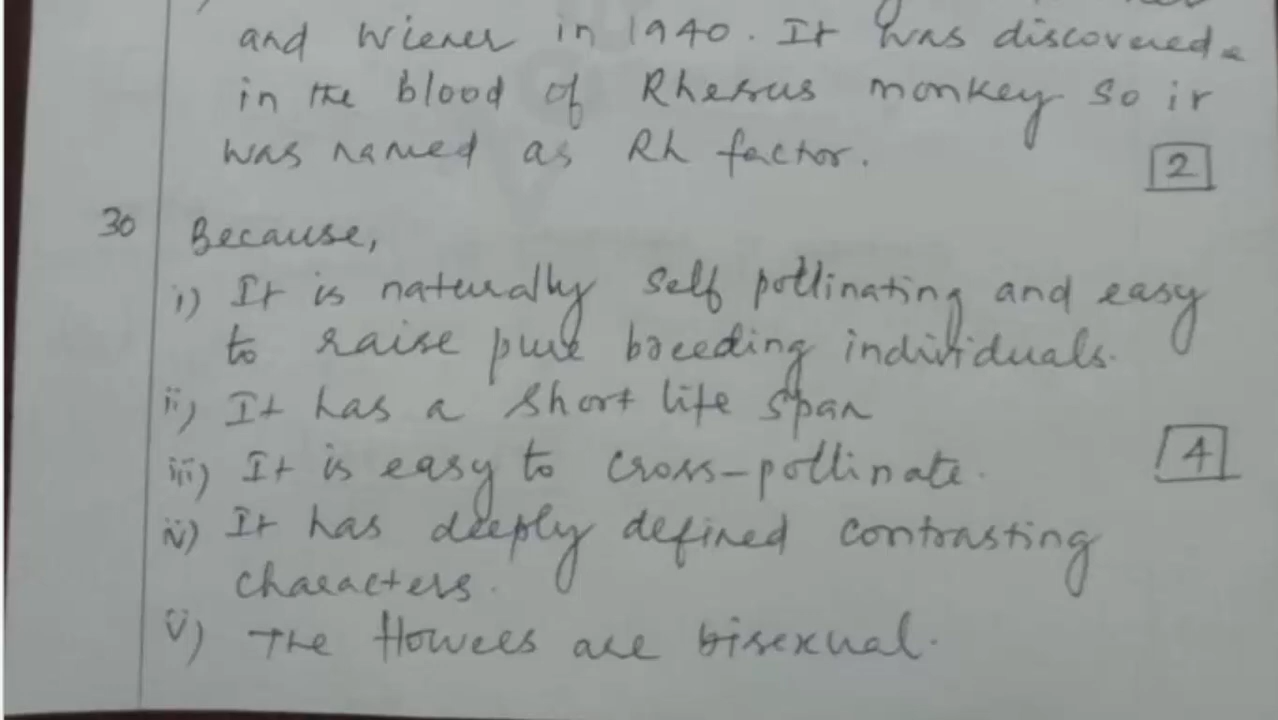 and Wiener in 1940. It was discovered
in the blood of Rhesus monkey so it
was named as Rh factor.
2
30 Because,
i) It is naturally self pollinating and easy
to raise pure breeding individuals.
ii) It has a short life span
iii) It is easy to cross-pollinate.
4
iv) It has deeply defined contrasting
characters.
v) The flowers are bisexual.